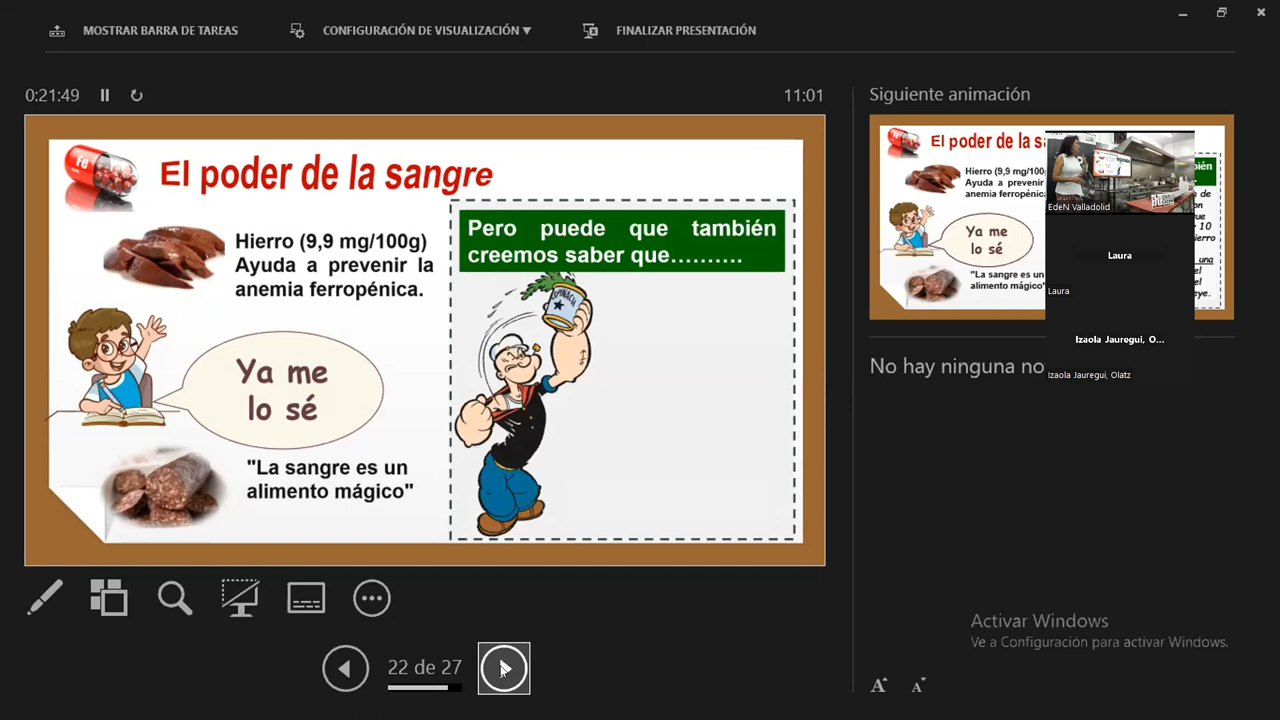 MOSTRAR BARRA DE TAREAS
CONFIGURACIÓN DE VISUALIZACIÓN
FINALIZAR PRESENTACIÓN
0:21:49
11:01
Fe
El poder de la sangre
Hierro (9,9 mg/100g)
Ayuda a prevenir la
anemia ferropénica.
Ya me
lo sé
"La sangre es un
alimento mágico"
Pero puede que también
creemos saber que……….
SPINACH
22 de 27
Siguiente animación
El poder de la s
Hierro (9,9 mg/100
Ayuda a prevenir
anemia ferropénic
Ya me
lo sé
"La sangre es un
alimento mágico"
EdeN Valladolid
Laura
Laura
Izaola Jauregui, O...
Izaola Jauregui, Olatz
No hay ninguna no
Activar Windows
Ve a Configuración para activar Windows.
A A